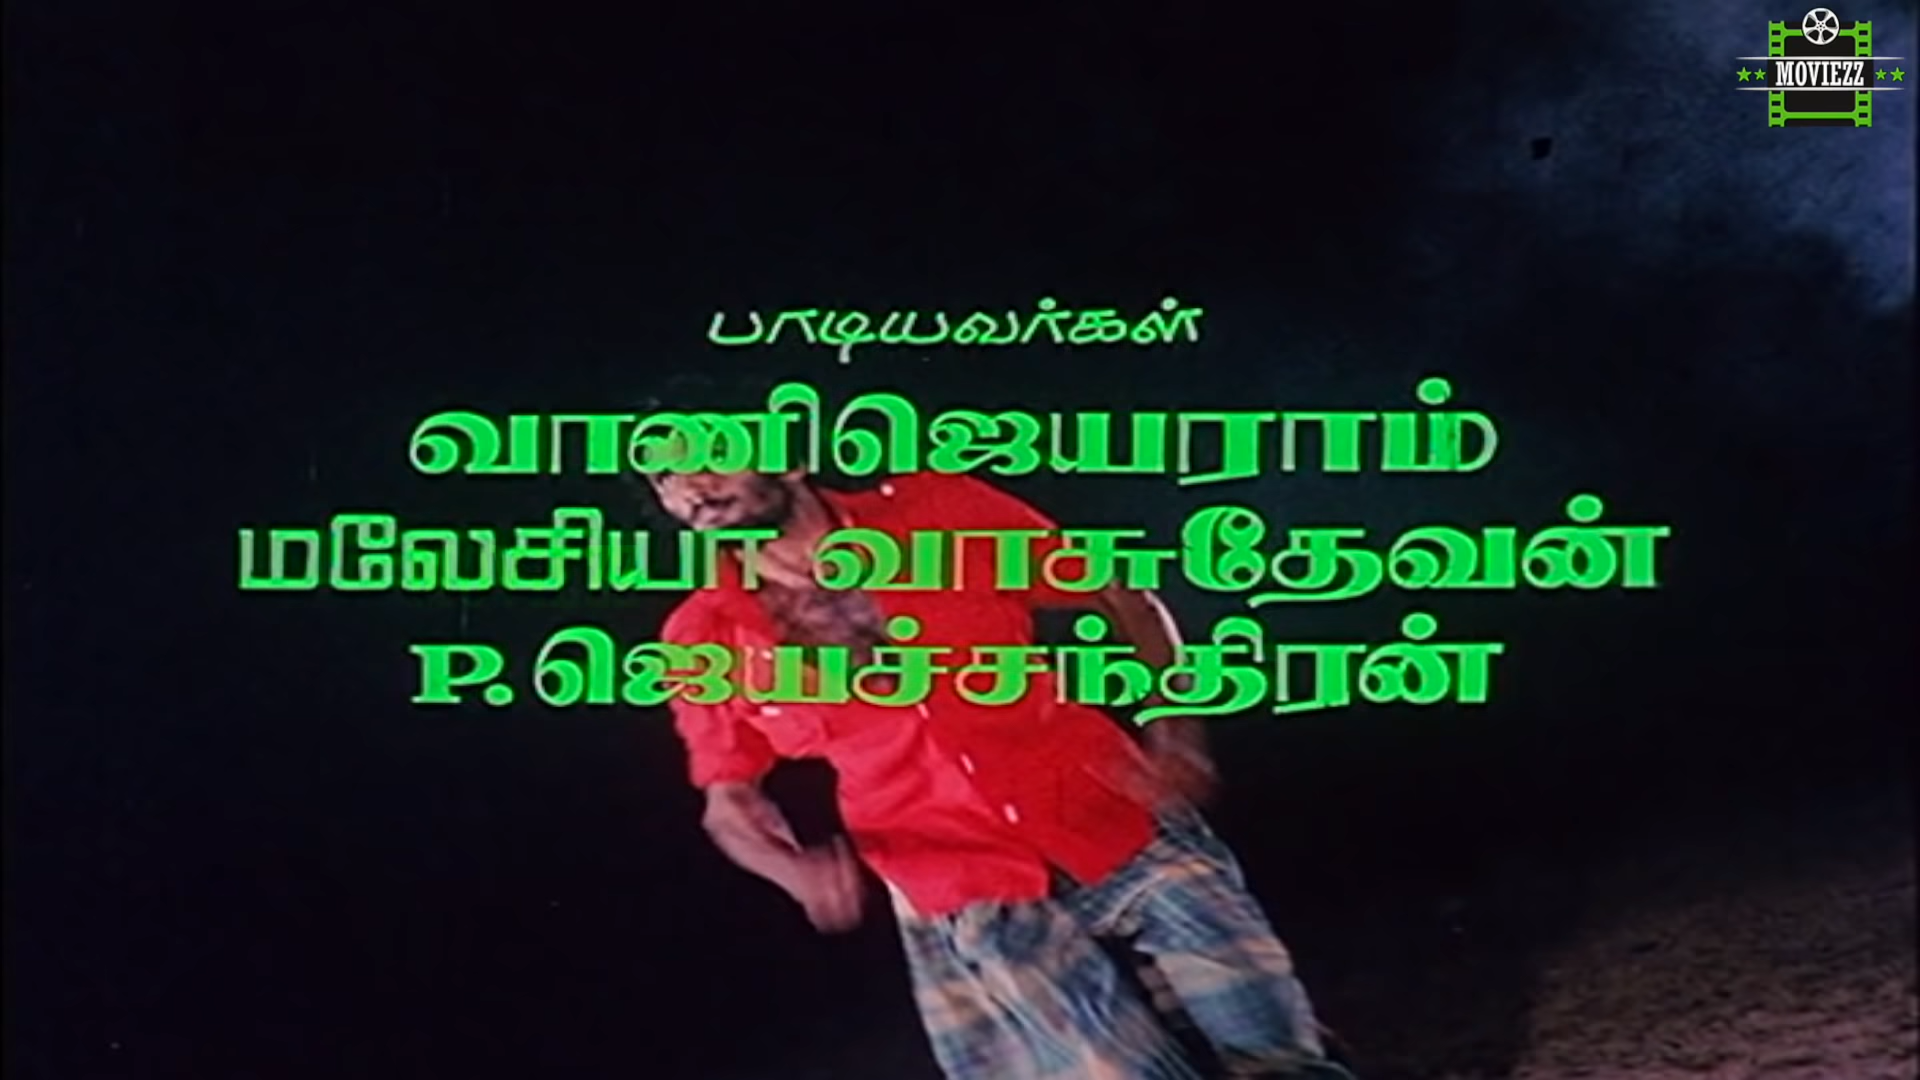 MOVIEZZ
பாடியவர்கள்
வாணிஜெயராம்
மலேசியா வாசுதேவன்
P. ஜெயச்சந்திரன்